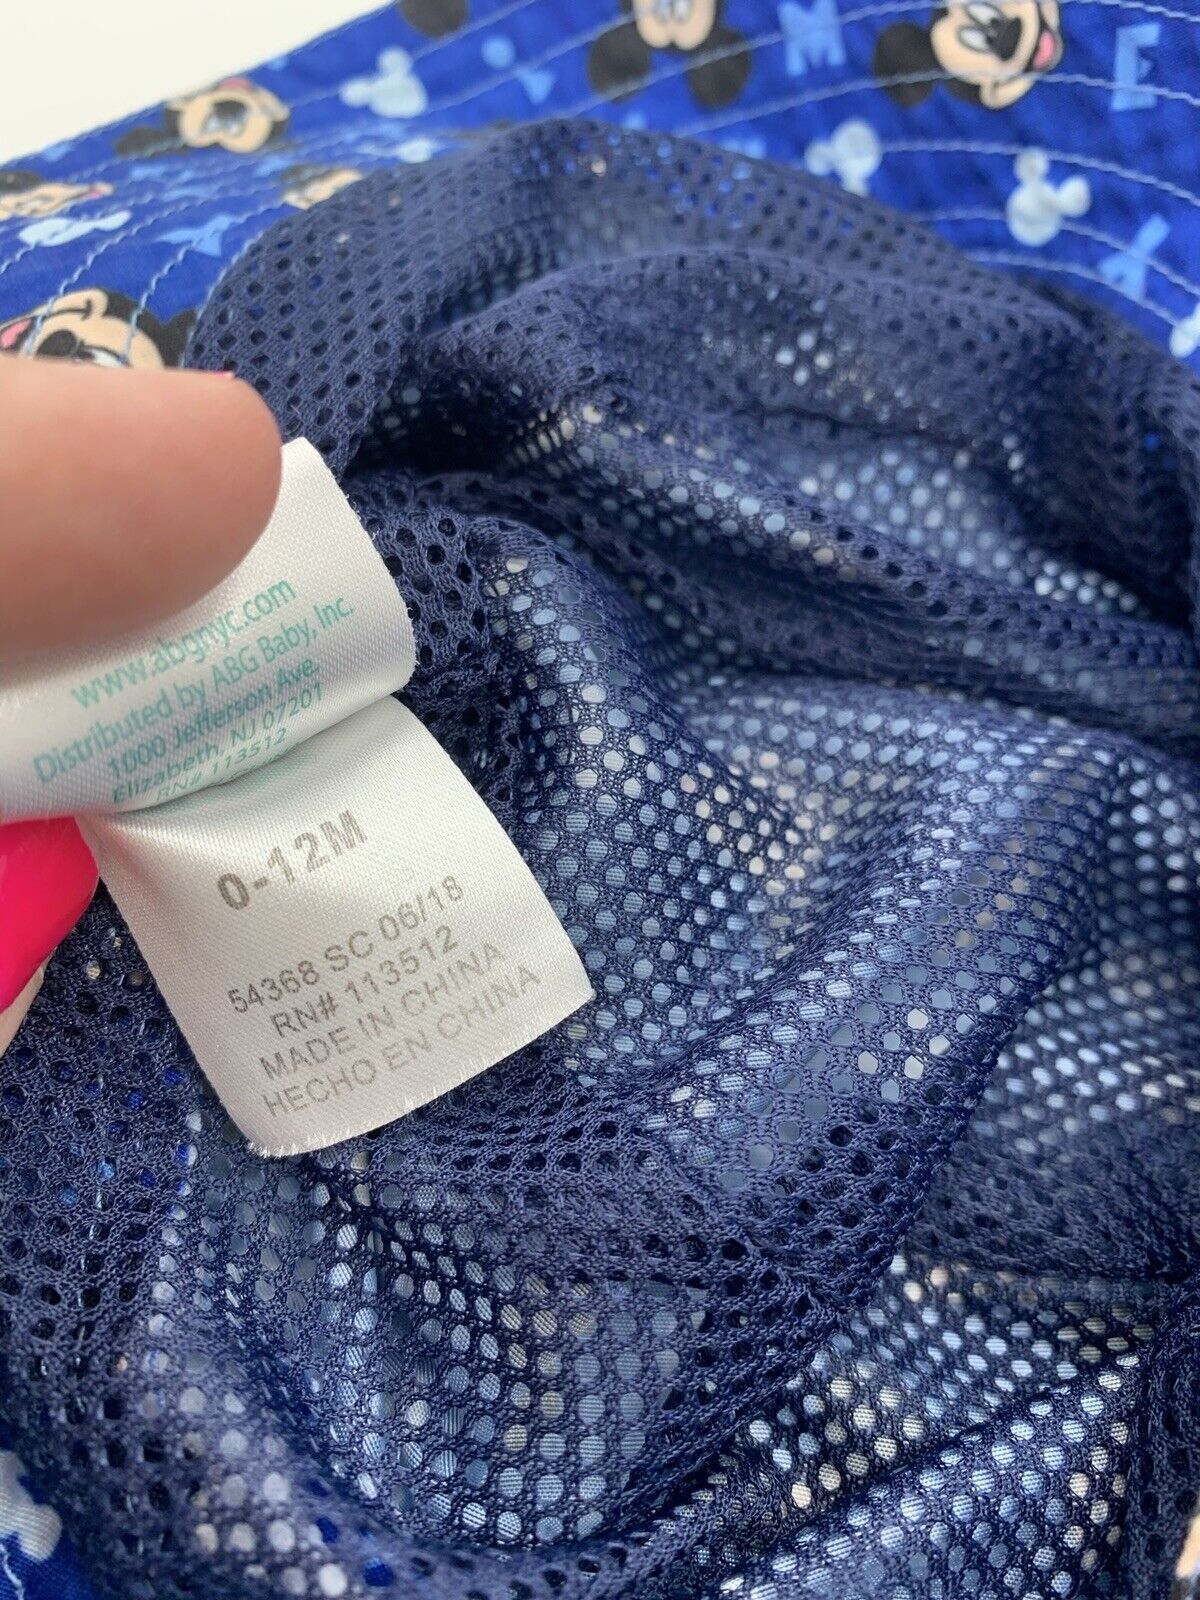 M
E
Y
www.abgnyc.com
Distributed by ABG Baby, Inc.
1000 Jefferson Ave.
Elizabeth, NJ 07201
RN# 113512
0-12M
54368 SC 06/18
RN# 113512
MADE IN CHINA
HECHO EN CHINA